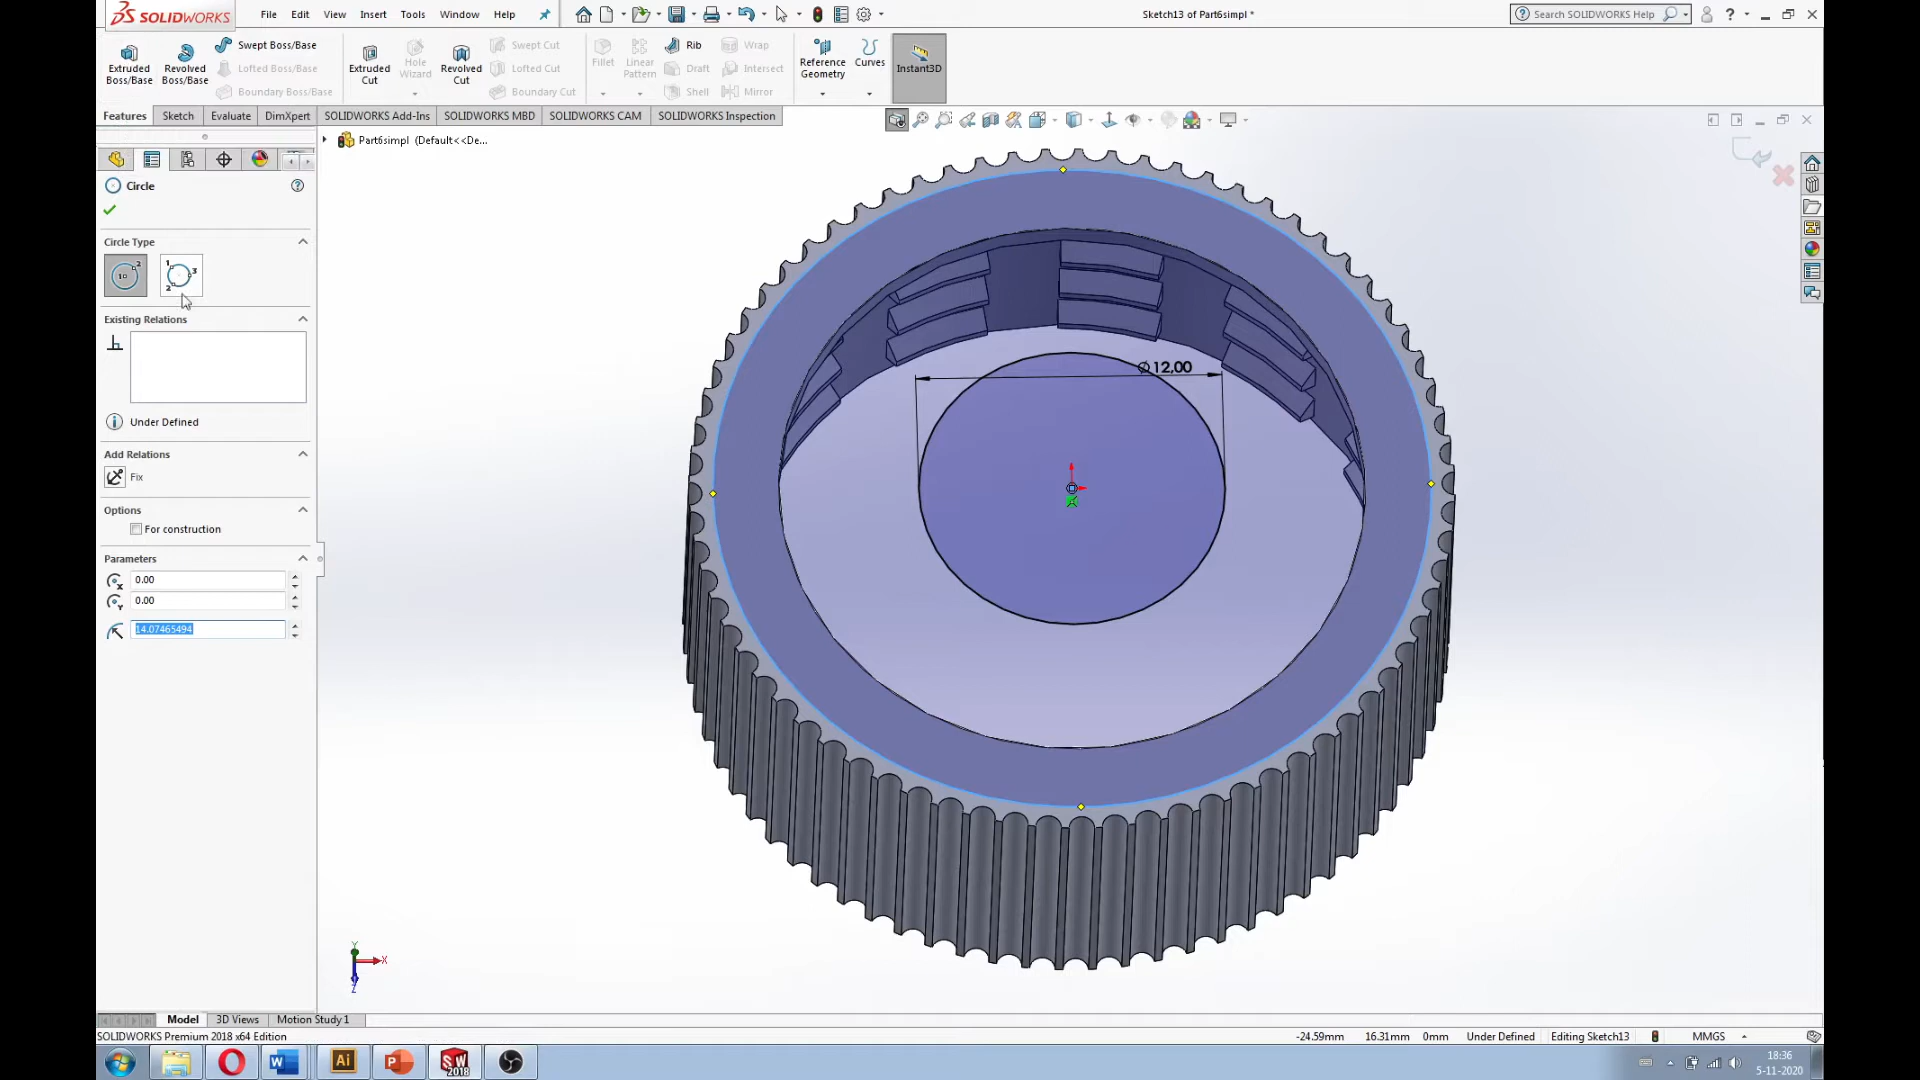 SOLIDWORKS File Edit View Insert Tools Window Help
Sketch13 of Part6simpl *
Search SOLIDWORKS Help
Extruded Boss/Base
Revolved Boss/Base
Swept Boss/Base
Lofted Boss/Base
Boundary Boss/Base
Extruded Cut
Hole Wizard
Revolved Cut
Swept Cut
Lofted Cut
Boundary Cut
Fillet
Linear Pattern
Rib
Draft
Shell
Wrap
Intersect
Mirror
Reference Geometry
Curves
Instant3D
Features Sketch Evaluate DimXpert SOLIDWORKS Add-Ins SOLIDWORKS MBD SOLIDWORKS CAM SOLIDWORKS Inspection
Part6simpl (Default<<De...
Circle
Circle Type
Existing Relations
Under Defined
Add Relations
Fix
Options
For construction
Parameters
0.00
0.00
14.07465494
∅12,00
Y
X
Z
Model 3D Views Motion Study 1
SOLIDWORKS Premium 2018 x64 Edition
-24.59mm 16.31mm 0mm Under Defined Editing Sketch13 MMGS
W Ai P SW 2018
18:36
5-11-2020